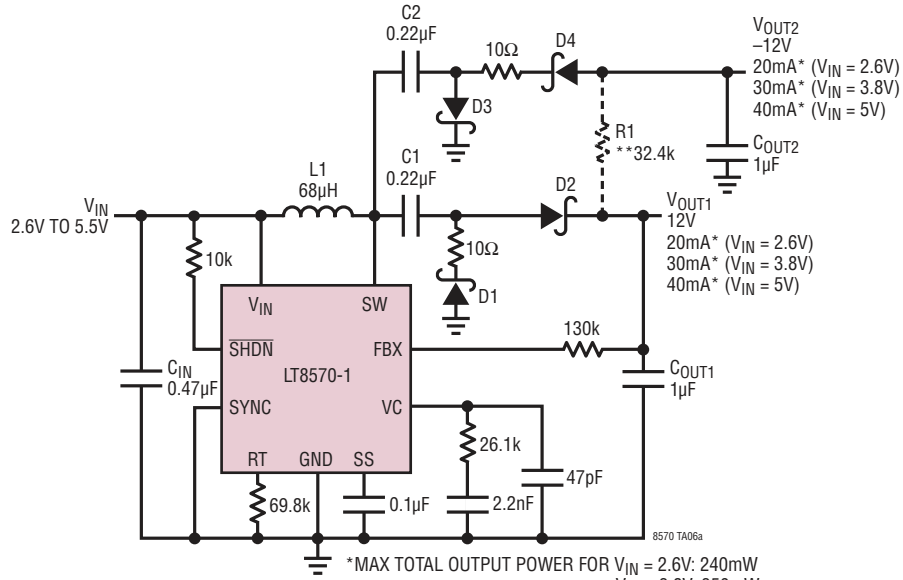 C2
0.22µF
10Ω
D4
VOUT2
–12V
20mA* (VIN = 2.6V)
30mA* (VIN = 3.8V)
40mA* (VIN = 5V)
D3
R1
**32.4k
COUT2
1µF
C1
0.22µF
L1
68µH
D2
VIN
2.6V TO 5.5V
VOUT1
12V
20mA* (VIN = 2.6V)
30mA* (VIN = 3.8V)
40mA* (VIN = 5V)
10k
10Ω
D1
VIN
SW
130k
SHDN
FBX
CIN
0.47µF
LT8570-1
COUT1
1µF
SYNC
VC
26.1k
RT
GND
SS
47pF
69.8k
0.1µF
2.2nF
8570 TA06a
*MAX TOTAL OUTPUT POWER FOR VIN = 2.6V: 240mW